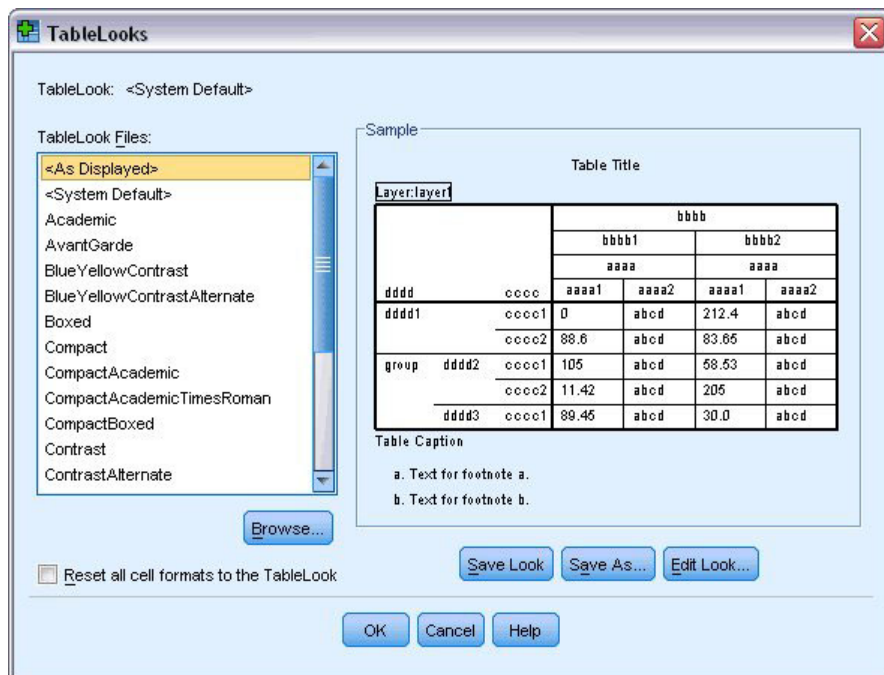 TableLooks
TableLook: <System Default>
TableLook Files:
<As Displayed>
<System Default>
Academic
AvantGarde
BlueYellowContrast
BlueYellowContrastAlternate
Boxed
Compact
CompactAcademic
CompactAcademicTimesRoman
CompactBoxed
Contrast
ContrastAlternate
Browse...
Reset all cell formats to the TableLook
Sample
Table Title
Layer:layer1
bbbb
bbbb1 bbbb2
aaaa aaaa
dddd cccc aaaa1 aaaa2 aaaa1 aaaa2
dddd1 cccc1 0 abcd 212.4 abcd
cccc2 88.6 abcd 83.65 abcd
group dddd2 cccc1 105 abcd 58.53 abcd
cccc2 11.42 abcd 205 abcd
dddd3 cccc1 89.45 abcd 30.0 abcd
Table Caption
a. Text for footnote a.
b. Text for footnote b.
Save Look Save As... Edit Look...
OK Cancel Help